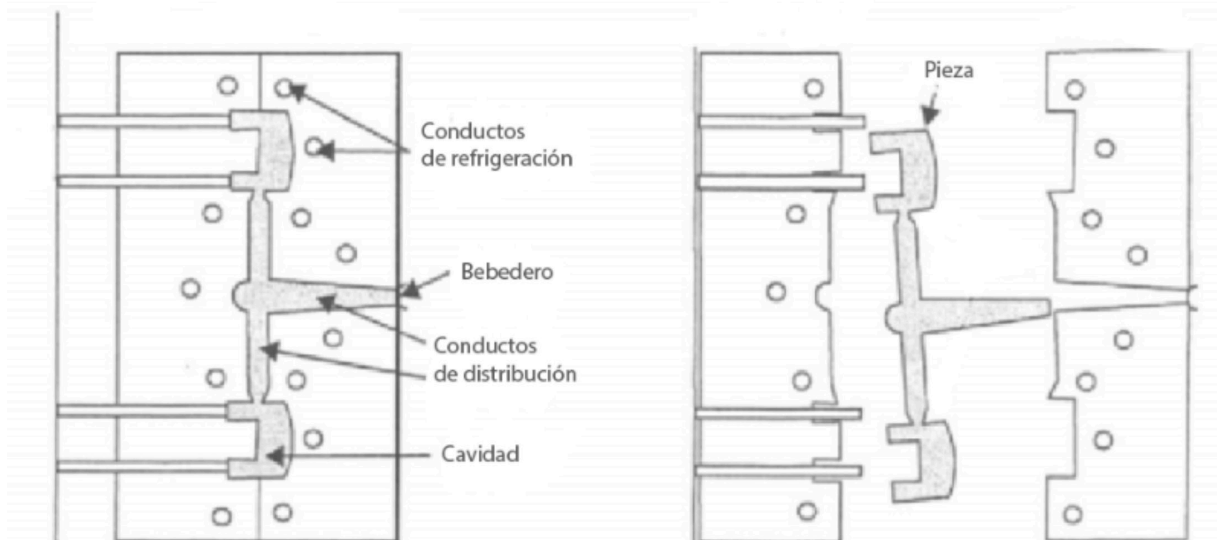 Conductos
de refrigeración
Bebedero
Conductos
de distribución
Cavidad
Pieza